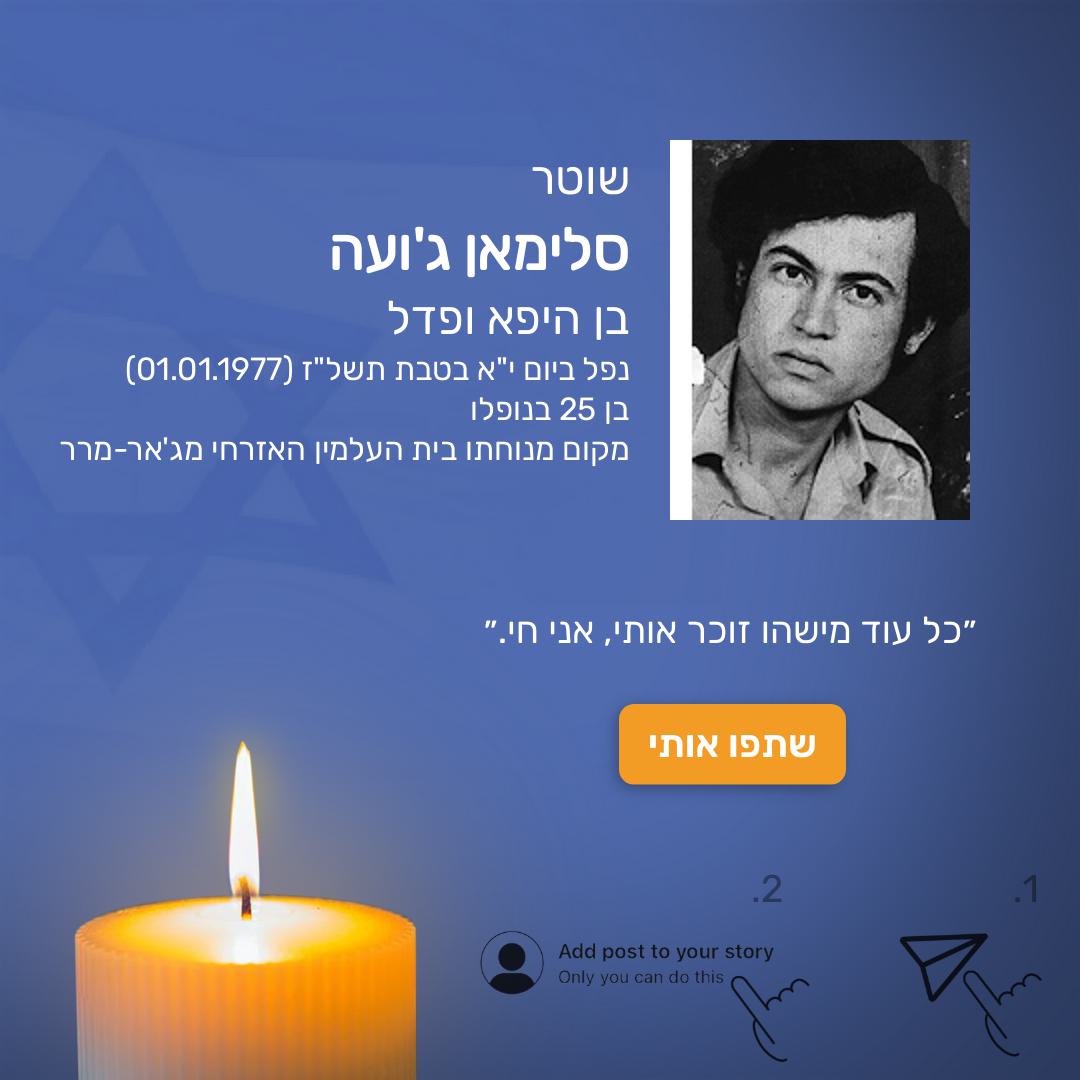 שוטר
סלימאן ג'ועה
בן היפא ופדל
נפל ביום י"א בטבת תשל"ז (01.01.1977)
בן 25 בנופלו
מקום מנוחתו בית העלמין האזרחי מג'אר-מרר
״כל עוד מישהו זוכר אותי, אני חי.״
שתפו אותי
1.
2.
Add post to your story
Only you can do this